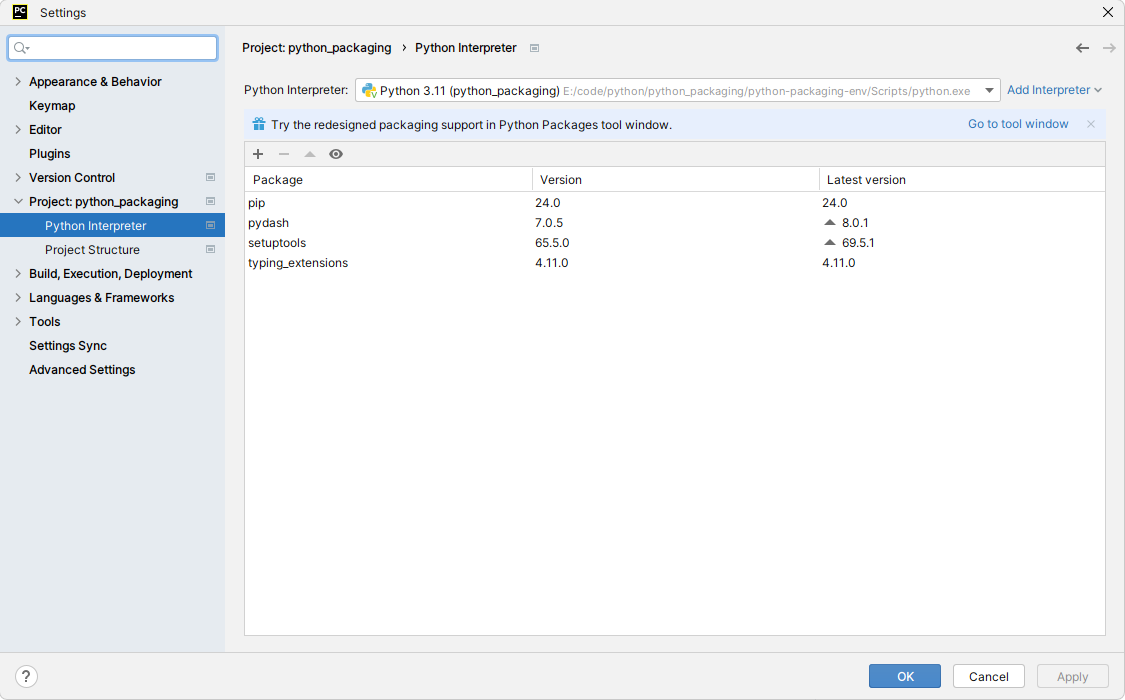 PC Settings
Project: python_packaging › Python Interpreter
Appearance & Behavior
Keymap
Editor
Plugins
Version Control
Project: python_packaging
Python Interpreter
Project Structure
Build, Execution, Deployment
Languages & Frameworks
Tools
Settings Sync
Advanced Settings
Python Interpreter: Python 3.11 (python_packaging) E:/code/python/python_packaging/python-packaging-env/Scripts/python.exe Add Interpreter
Try the redesigned packaging support in Python Packages tool window. Go to tool window
Package Version Latest version
pip 24.0 24.0
pydash 7.0.5 8.0.1
setuptools 65.5.0 69.5.1
typing_extensions 4.11.0 4.11.0
? OK Cancel Apply